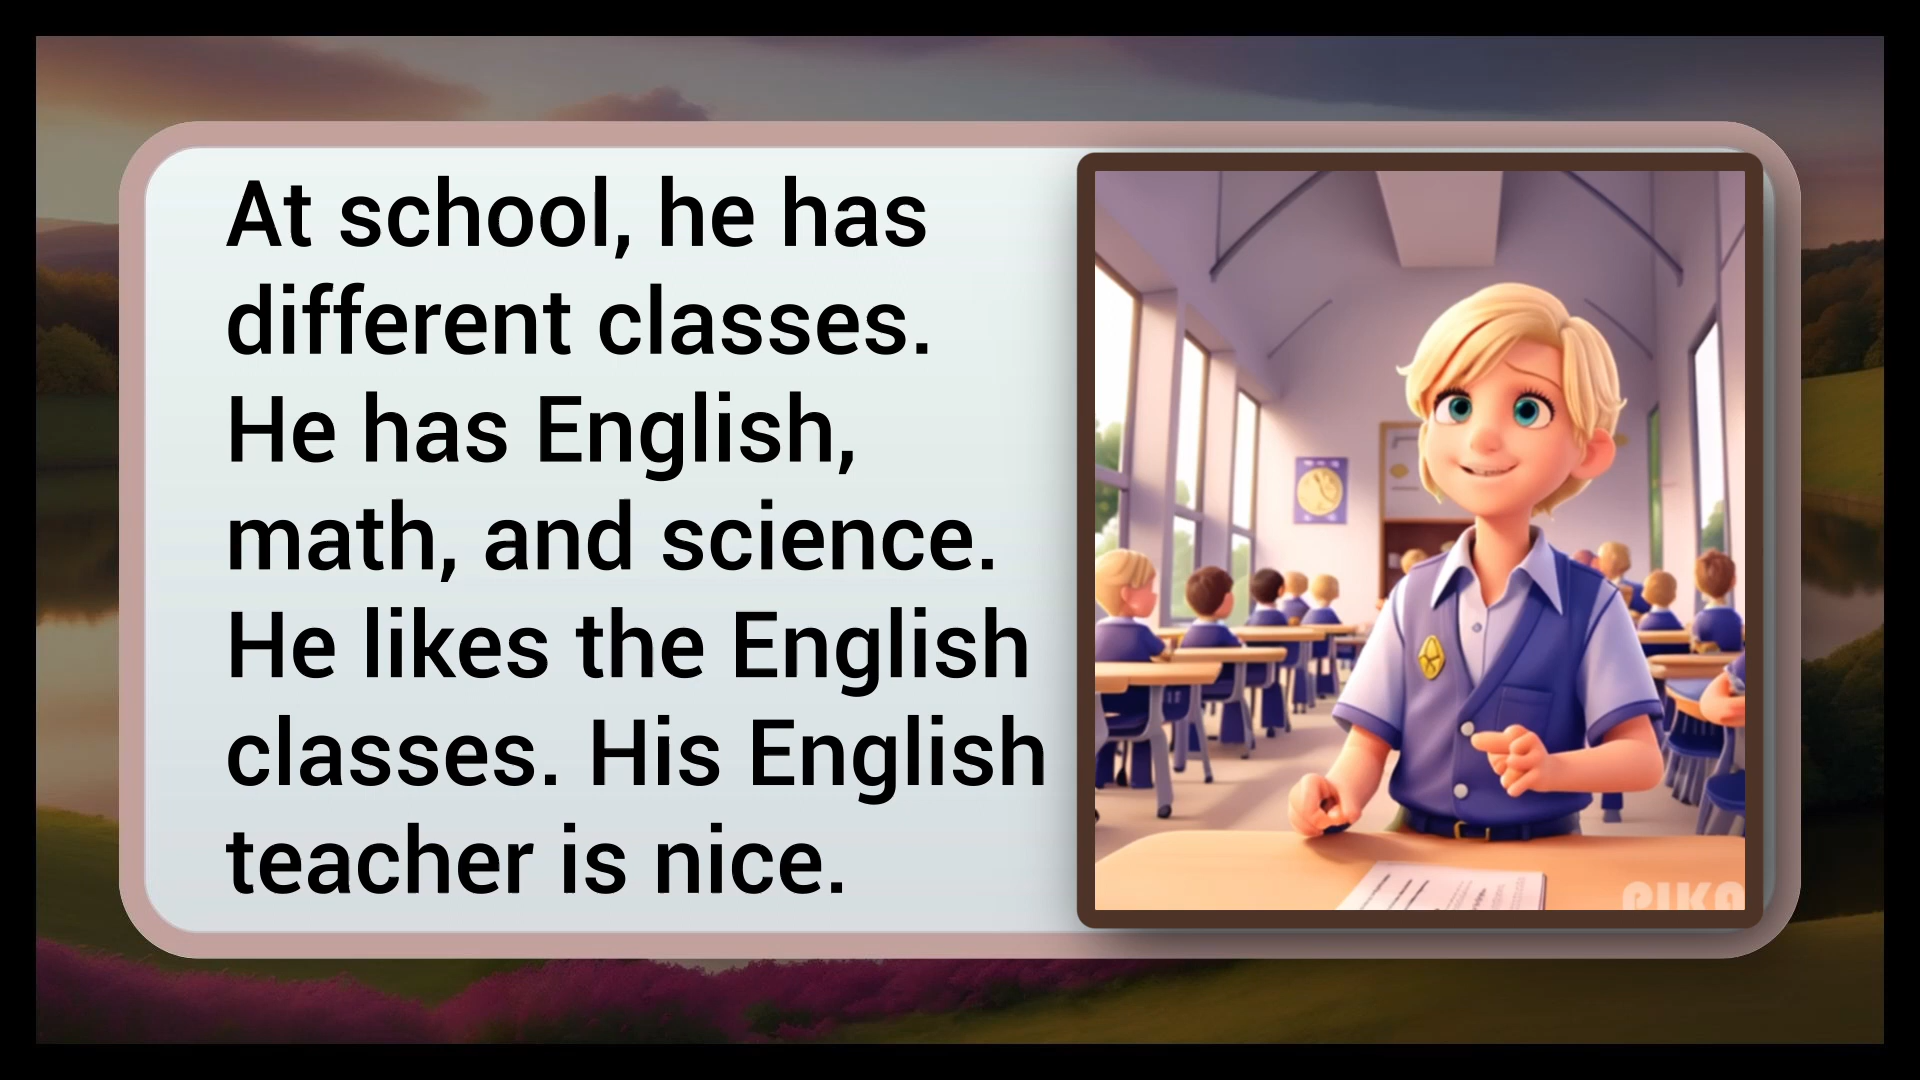 At school, he has
different classes.
He has English,
math, and science.
He likes the English
classes. His English
teacher is nice.
PIKA